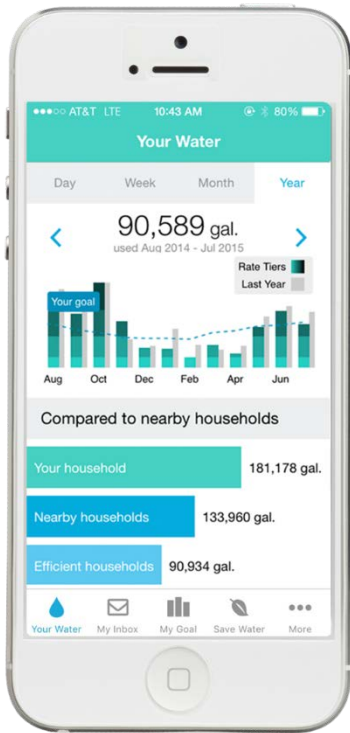 AT&T LTE 10:43 AM 80%
Your Water
Day Week Month Year
90,589 gal.
used Aug 2014 - Jul 2015
Rate Tiers
Last Year
Your goal
Aug Oct Dec Feb Apr Jun
Compared to nearby households
Your household 181,178 gal.
Nearby households 133,960 gal.
Efficient households 90,934 gal.
Your Water My Inbox My Goal Save Water More